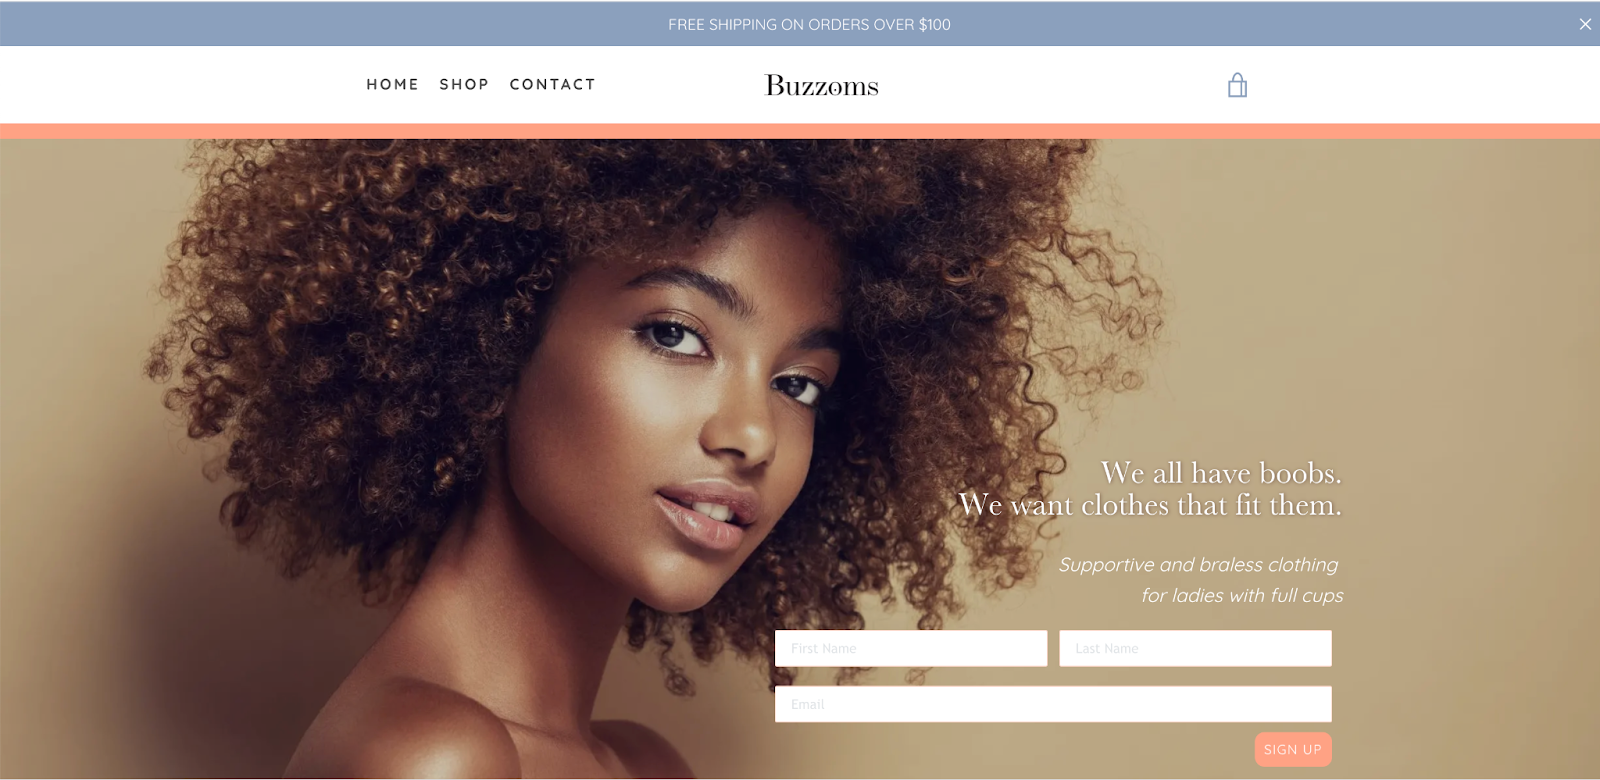 FREE SHIPPING ON ORDERS OVER $100
HOME SHOP CONTACT
Buzzoms
We all have boobs.
We want clothes that fit them.
Supportive and braless clothing
for ladies with full cups
First Name Last Name
Email
SIGN UP